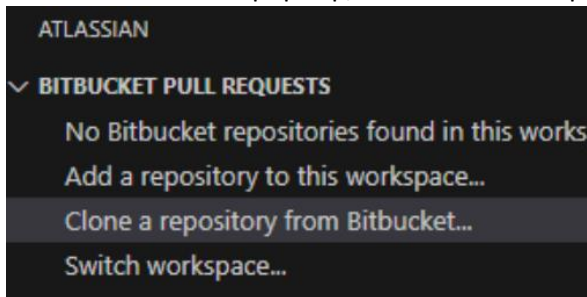 ATLASSIAN
BITBUCKET PULL REQUESTS
No Bitbucket repositories found in this works
Add a repository to this workspace...
Clone a repository from Bitbucket...
Switch workspace...